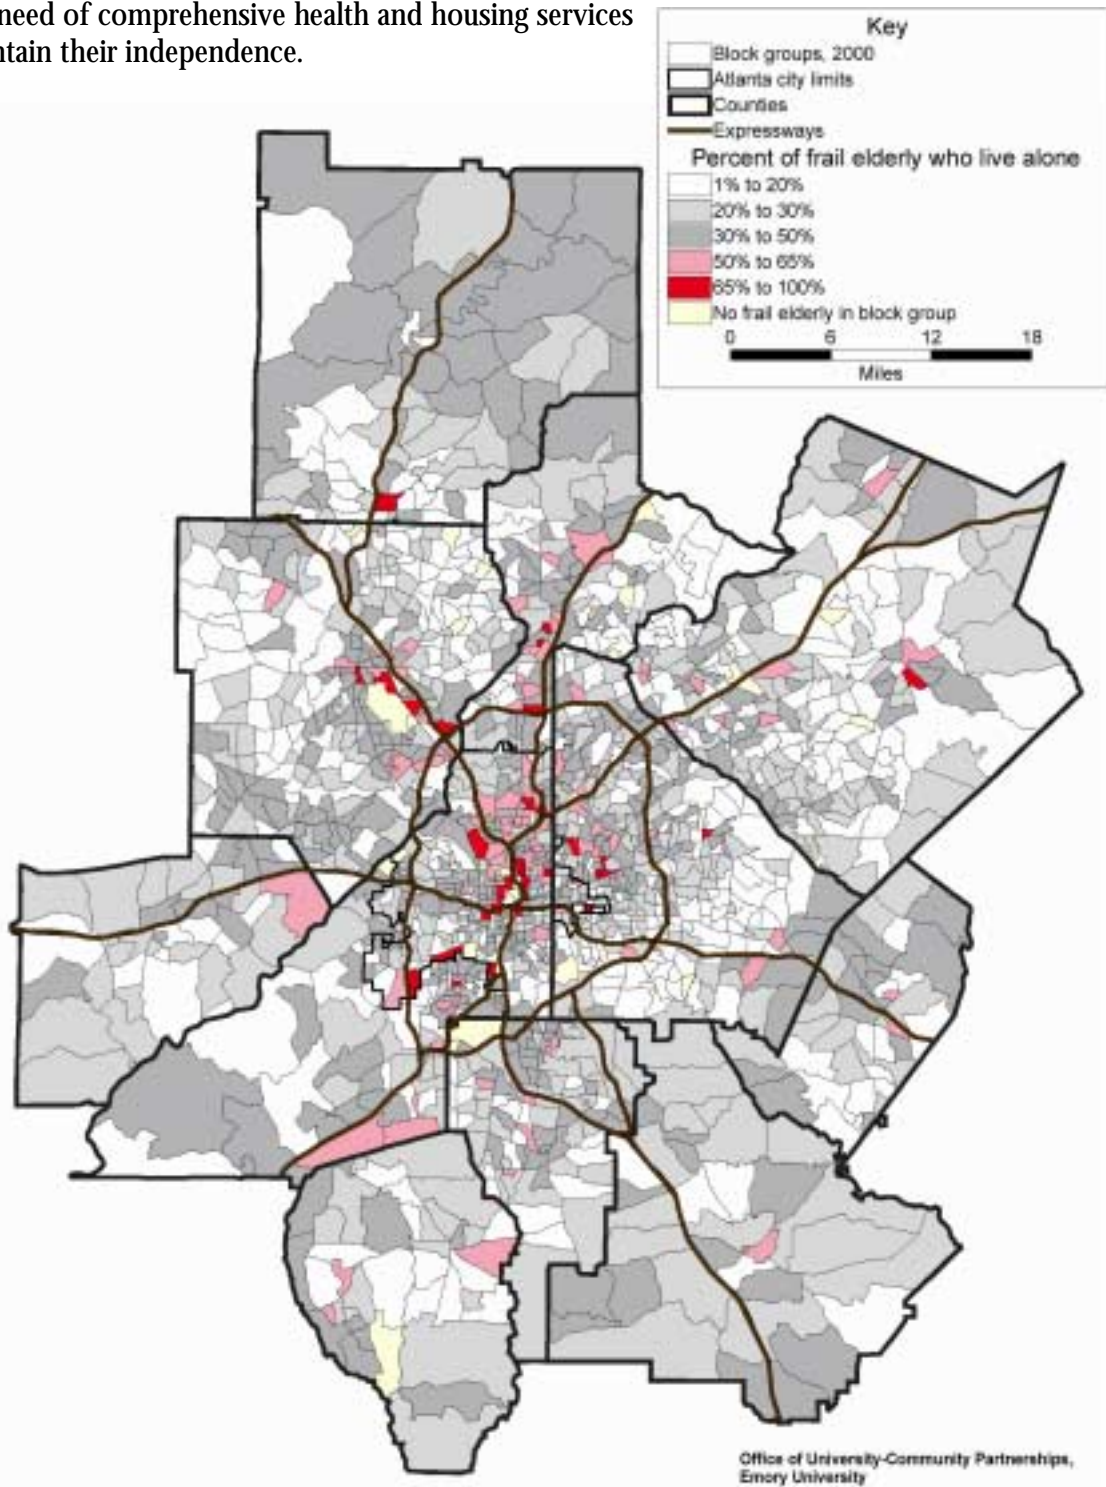 need of comprehensive health and housing services
ntain their independence.
Key
Block groups, 2000
Atlanta city limits
Counties
Expressways
Percent of frail elderly who live alone
1% to 20%
20% to 30%
30% to 50%
50% to 65%
65% to 100%
No frail elderly in block group
0 6 12 18
Miles
Office of University-Community Partnerships,
Emory University